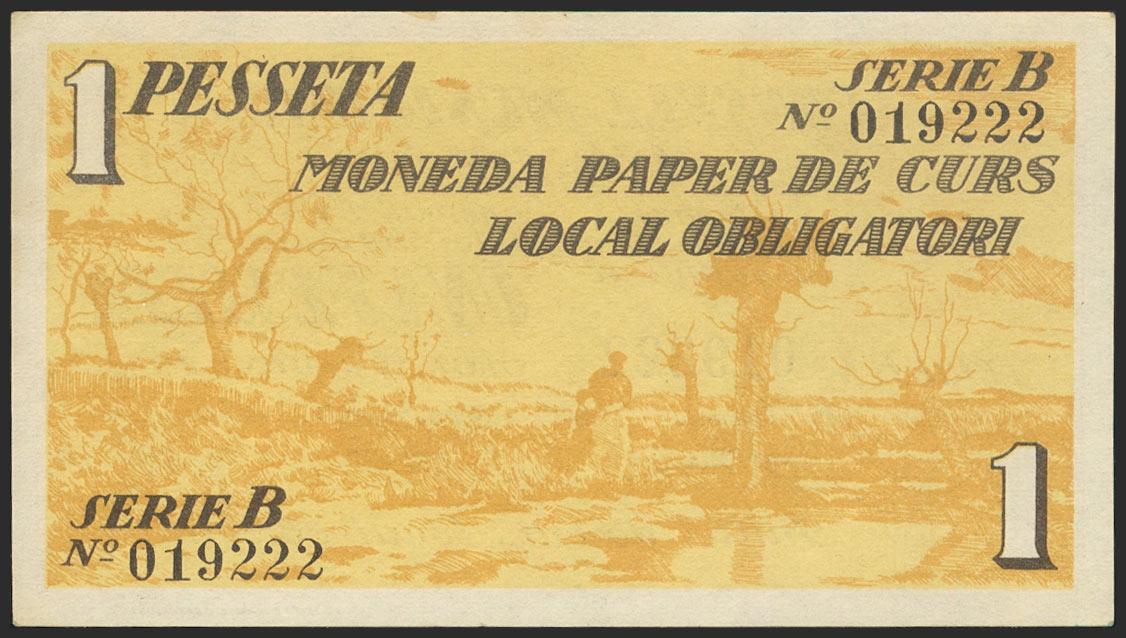 1 PESSETA
SERIE B
Nº 019222
MONEDA PAPER DE CURS
LOCAL OBLIGATORI
SERIE B
Nº 019222
1